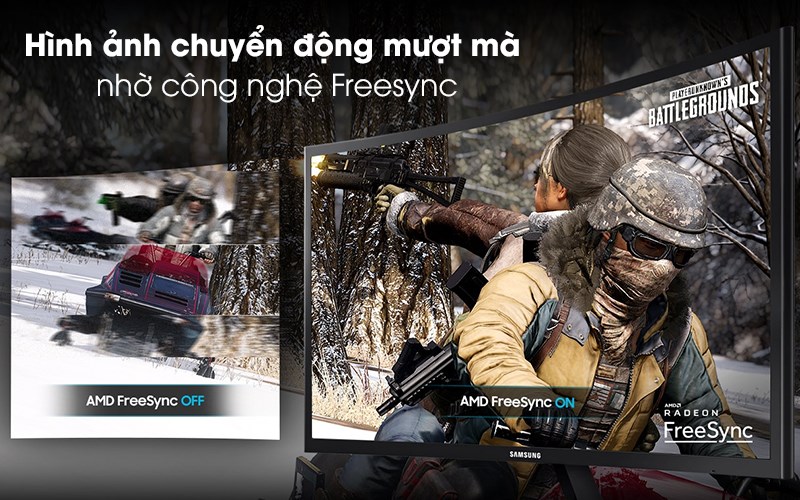 Hình ảnh chuyển động mượt mà
nhờ công nghệ Freesync
PLAYERUNKNOWN'S
BATTLEGROUNDS
AMD FreeSync OFF
AMD FreeSync ON
AMD
RADEON
FreeSync
SAMSUNG